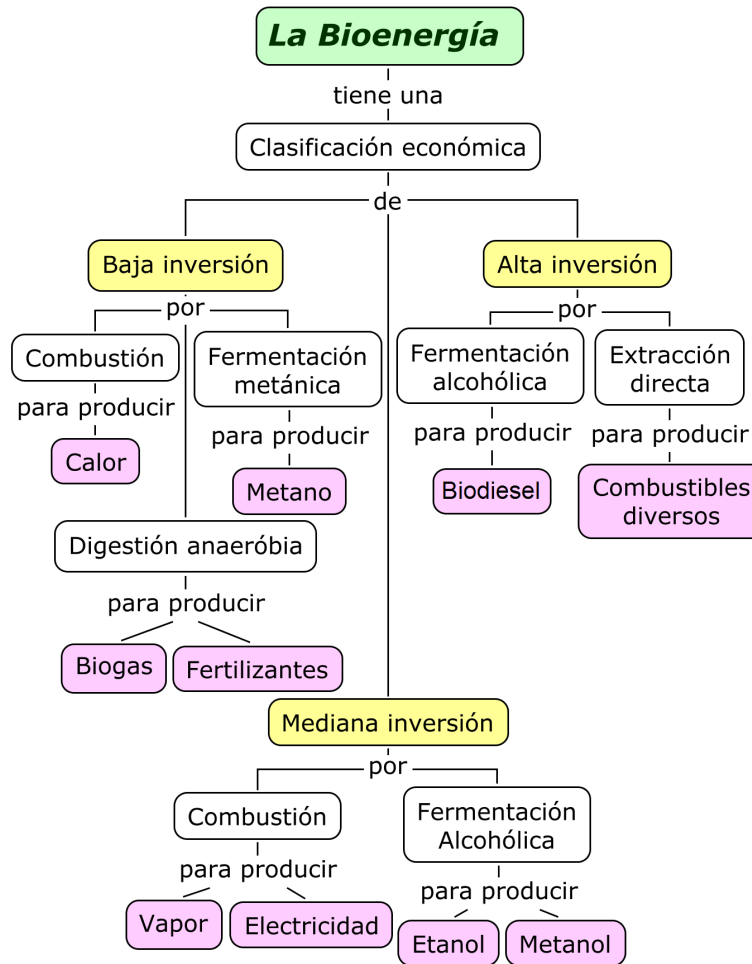 La Bioenergía
tiene una
Clasificación económica
de
Baja inversión
por
Combustión
para producir
Calor
Fermentación
metánica
para producir
Metano
Digestión anaeróbia
para producir
Biogas
Fertilizantes
Alta inversión
por
Fermentación
alcohólica
para producir
Biodiesel
Extracción
directa
para producir
Combustibles
diversos
Mediana inversión
por
Combustión
para producir
Vapor
Electricidad
Fermentación
Alcohólica
para producir
Etanol
Metanol